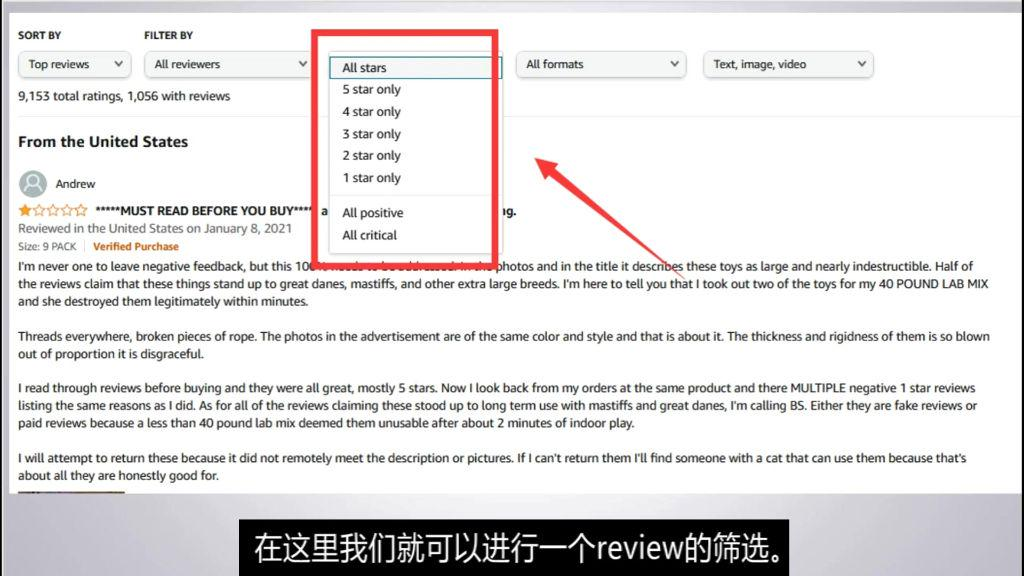 SORT BY
FILTER BY
Top reviews
All reviewers
All stars
All formats
Text, image, video
5 star only
4 star only
3 star only
2 star only
1 star only
All positive
All critical
9,153 total ratings, 1,056 with reviews
From the United States
Andrew
*****MUST READ BEFORE YOU BUY****
Reviewed in the United States on January 8, 2021
Size: 9 PACK
Verified Purchase
I'm never one to leave negative feedback, but this 100% needs to be addressed. In the photos and in the title it describes these toys as large and nearly indestructible. Half of
the reviews claim that these things stand up to great danes, mastiffs, and other extra large breeds. I'm here to tell you that I took out two of the toys for my 40 POUND LAB MIX
and she destroyed them legitimately within minutes.
Threads everywhere, broken pieces of rope. The photos in the advertisement are of the same color and style and that is about it. The thickness and rigidness of them is so blown
out of proportion it is disgraceful.
I read through reviews before buying and they were all great, mostly 5 stars. Now I look back from my orders at the same product and there MULTIPLE negative 1 star reviews
listing the same reasons as I did. As for all of the reviews claiming these stood up to long term use with mastiffs and great danes, I'm calling BS. Either they are fake reviews or
paid reviews because a less than 40 pound lab mix deemed them unusable after about 2 minutes of indoor play.
I will attempt to return these because it did not remotely meet the description or pictures. If I can't return them I'll find someone with a cat that can use them because that's
about all they are honestly good for.
在这里我们就可以进行一个review的筛选。